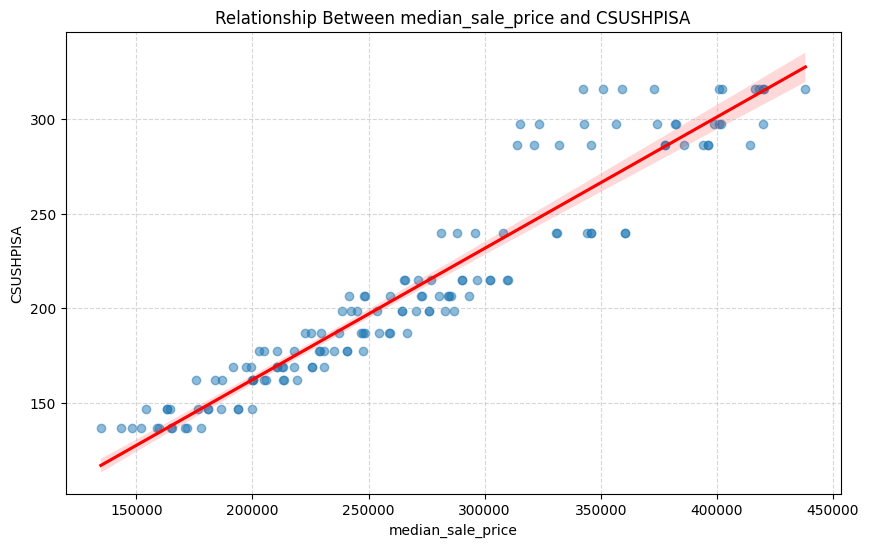 Relationship Between median_sale_price and CSUSHPISA
CSUSHPISA
300
250
200
150
150000 200000 250000 300000 350000 400000 450000
median_sale_price